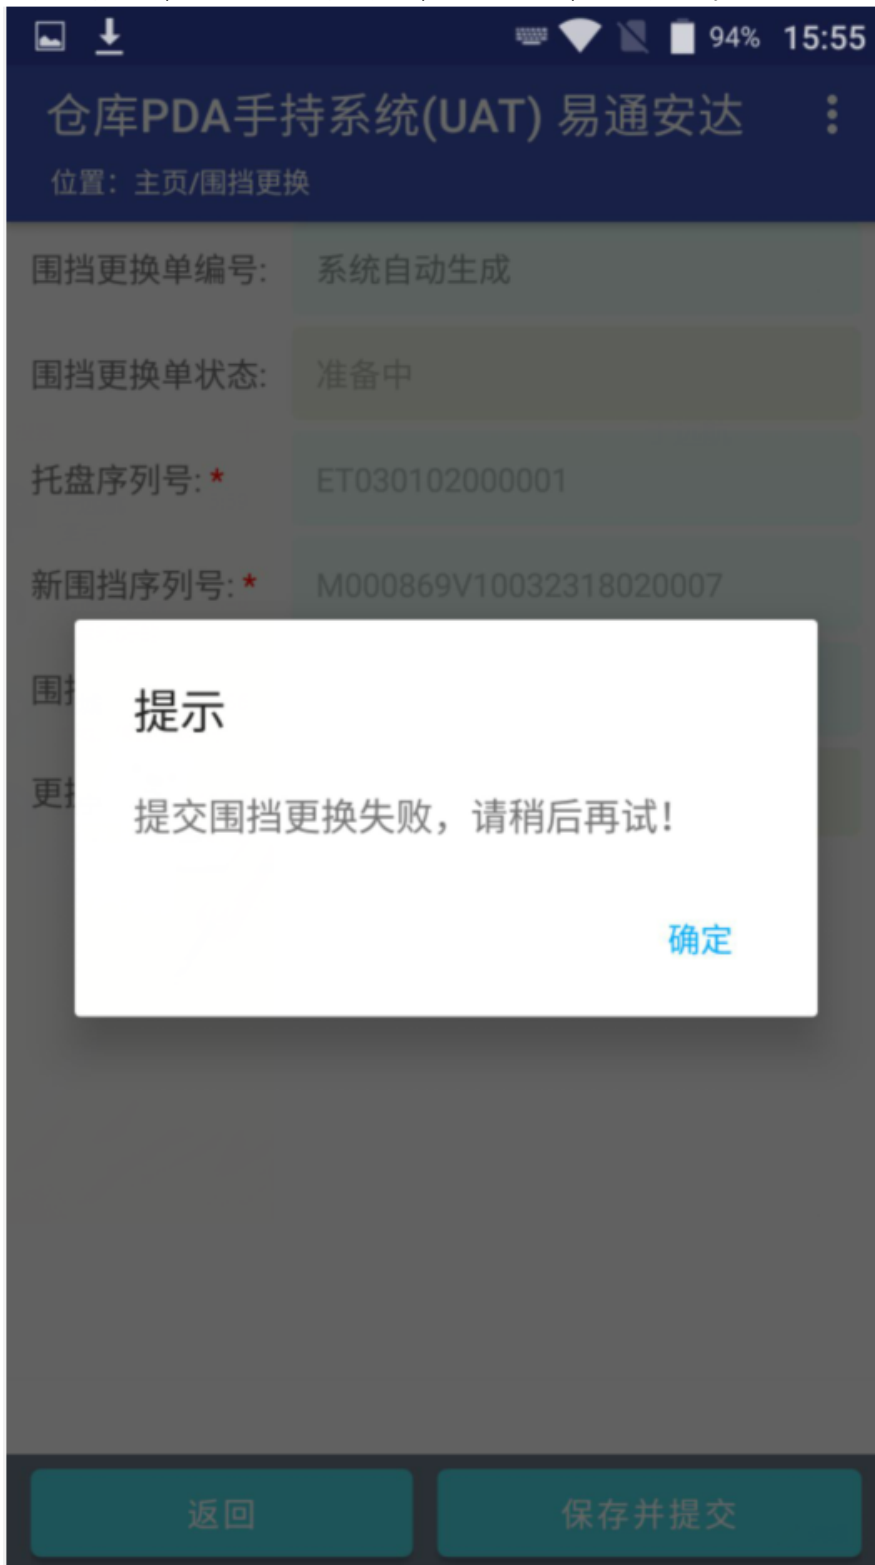 94% 15:55
仓库PDA手持系统(UAT) 易通安达
位置：主页/围挡更换
围挡更换单编号: 系统自动生成
围挡更换单状态: 准备中
托盘序列号: * ET030102000001
新围挡序列号: * M000869V10032318020007
围
更
提示
提交围挡更换失败，请稍后再试！
确定
返回 保存并提交